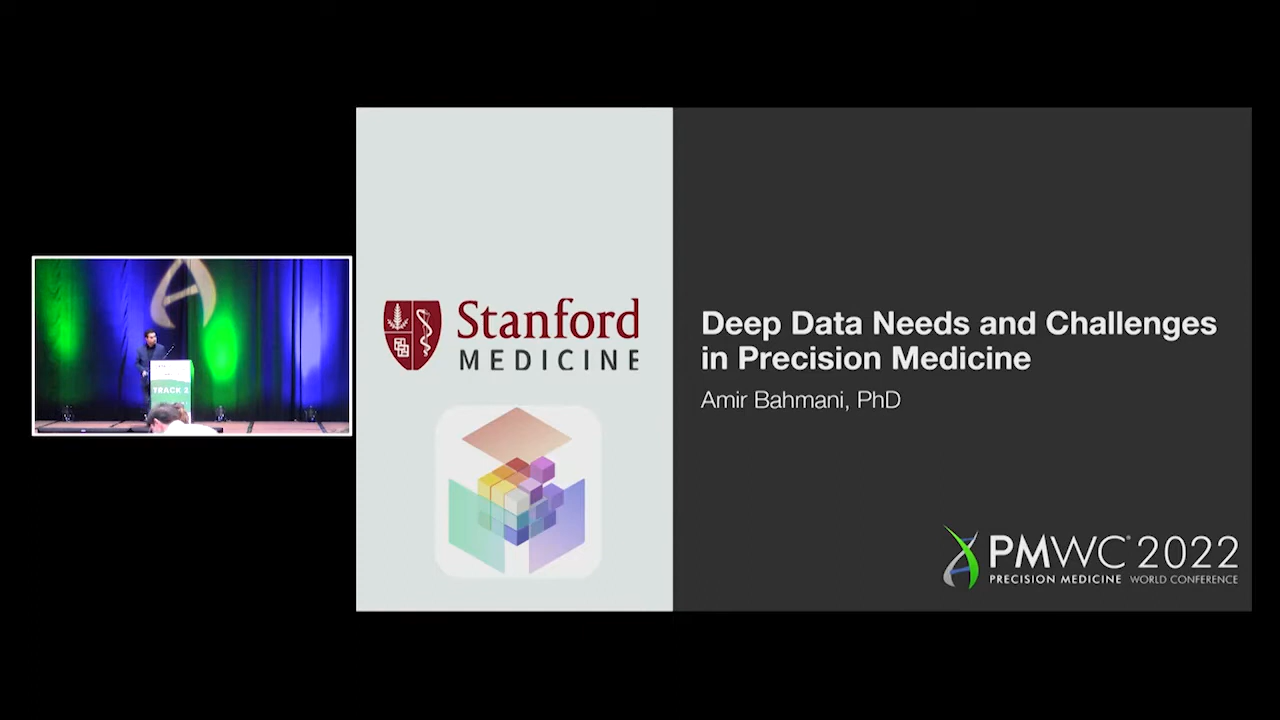 TRACK 2
Stanford
MEDICINE
Deep Data Needs and Challenges
in Precision Medicine
Amir Bahmani, PhD
PMWC® 2022
PRECISION MEDICINE WORLD CONFERENCE